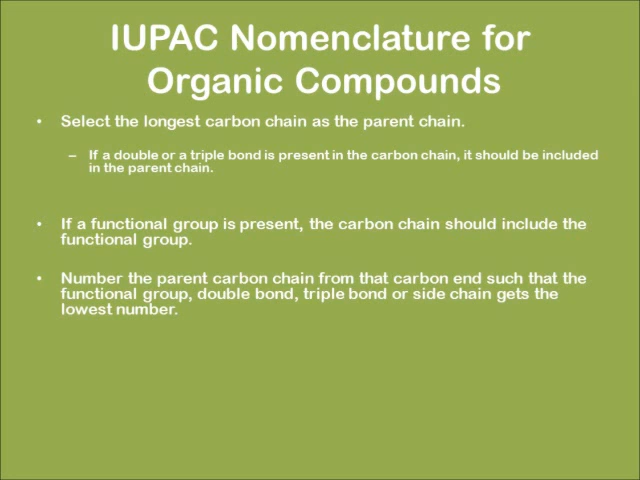 IUPAC Nomenclature for
Organic Compounds
• Select the longest carbon chain as the parent chain.
– If a double or a triple bond is present in the carbon chain, it should be included
in the parent chain.
• If a functional group is present, the carbon chain should include the
functional group.
• Number the parent carbon chain from that carbon end such that the
functional group, double bond, triple bond or side chain gets the
lowest number.